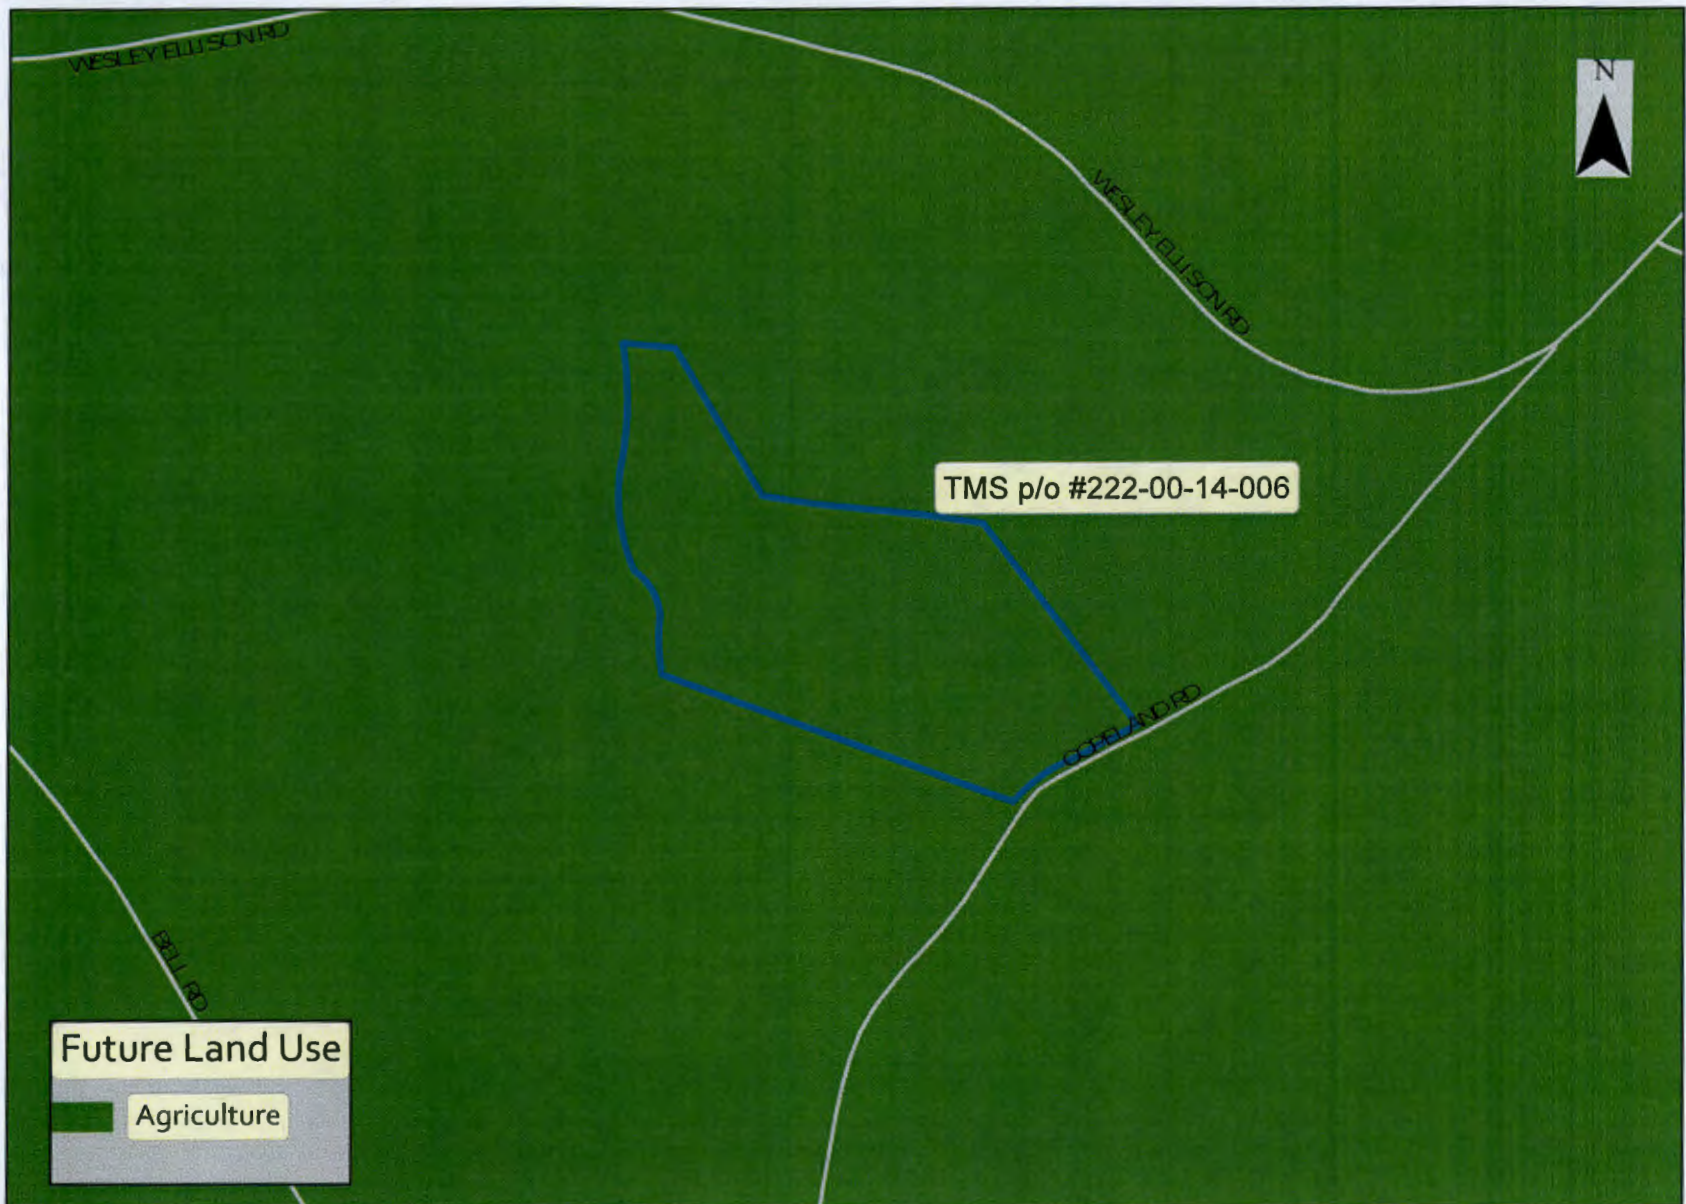 WESLEY ELLISON RD
N
WESLEY ELLISON RD
TMS p/o #222-00-14-006
COPELAND RD
BELL RD
Future Land Use
Agriculture